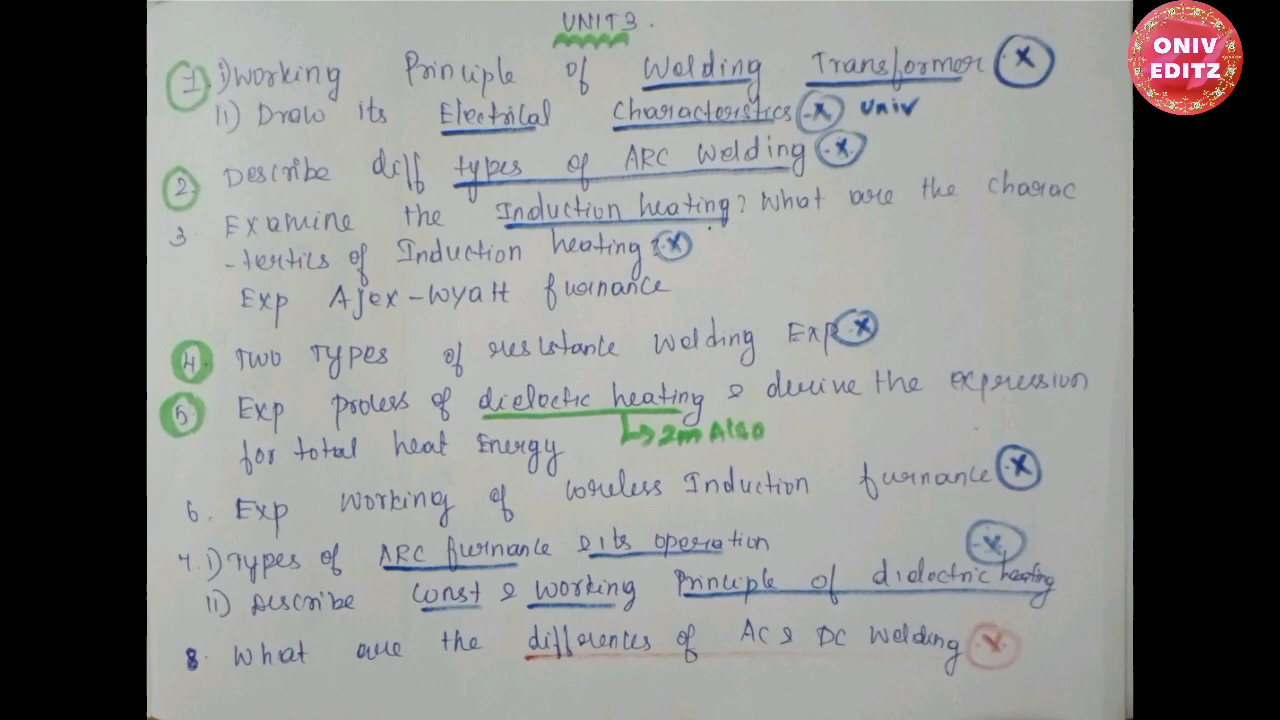 UNIT 3.
ONIV
EDITZ
1. i) Working Principle of Welding Transformer
ii) Draw its Electrical characteristics Univ
2. Describe diff types of ARC Welding
3 Examine the Induction heating? What are the charac
-tertics of Induction heating?
Exp Ajex-Wyatt furnance
4. Two Types of resistance Welding Exp
5. Exp process of dieloctic heating & derive the expression
↳ 2m Also
for total heat Energy
6. Exp Working of coreless Induction furnance
7. i) Types of ARC furnance & its operation
ii) Describe const & working Principle of dieloctric heating
8. What are the differences of AC & DC Welding